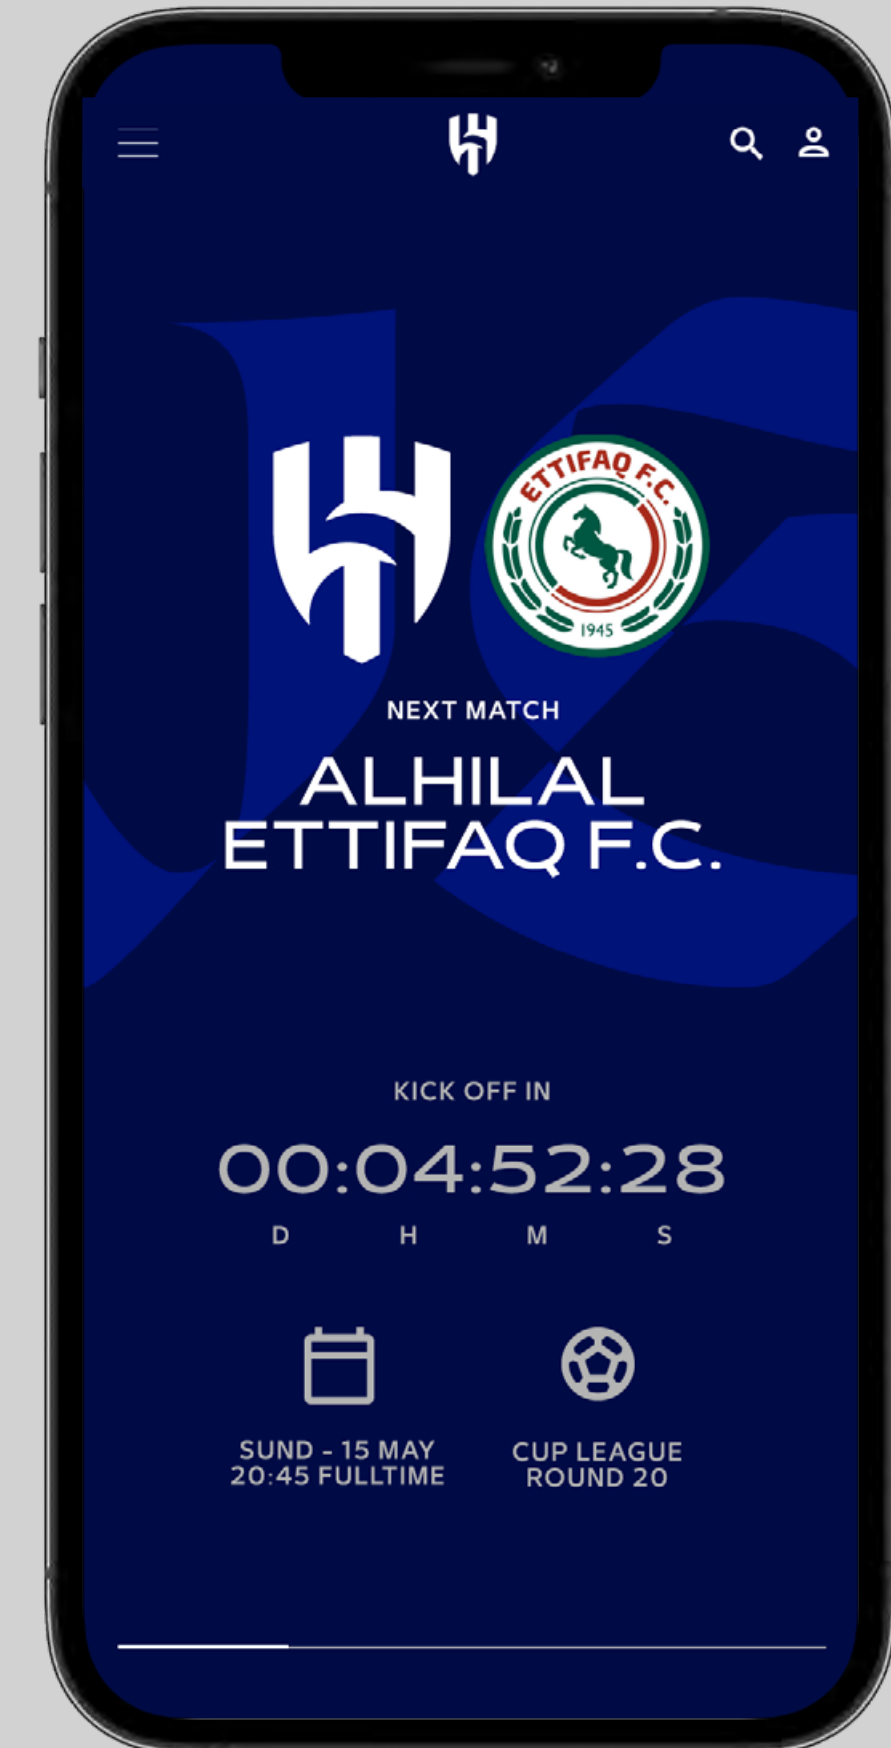 ETTIFAQ F.C.
1945
NEXT MATCH
ALHILAL
ETTIFAQ F.C.
KICK OFF IN
00:04:52:28
D H M S
SUND - 15 MAY
20:45 FULLTIME
CUP LEAGUE
ROUND 20